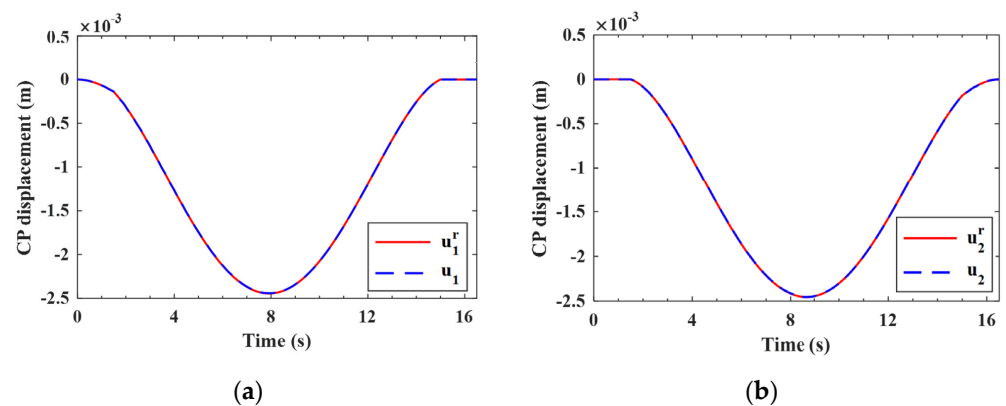 ×10-3
0.5
0
-0.5
-1
-1.5
-2
-2.5
0 4 8 12 16
CP displacement (m)
Time (s)
u1r
u1
(a)
×10-3
0.5
0
-0.5
-1
-1.5
-2
-2.5
0 4 8 12 16
CP displacement (m)
Time (s)
u2r
u2
(b)